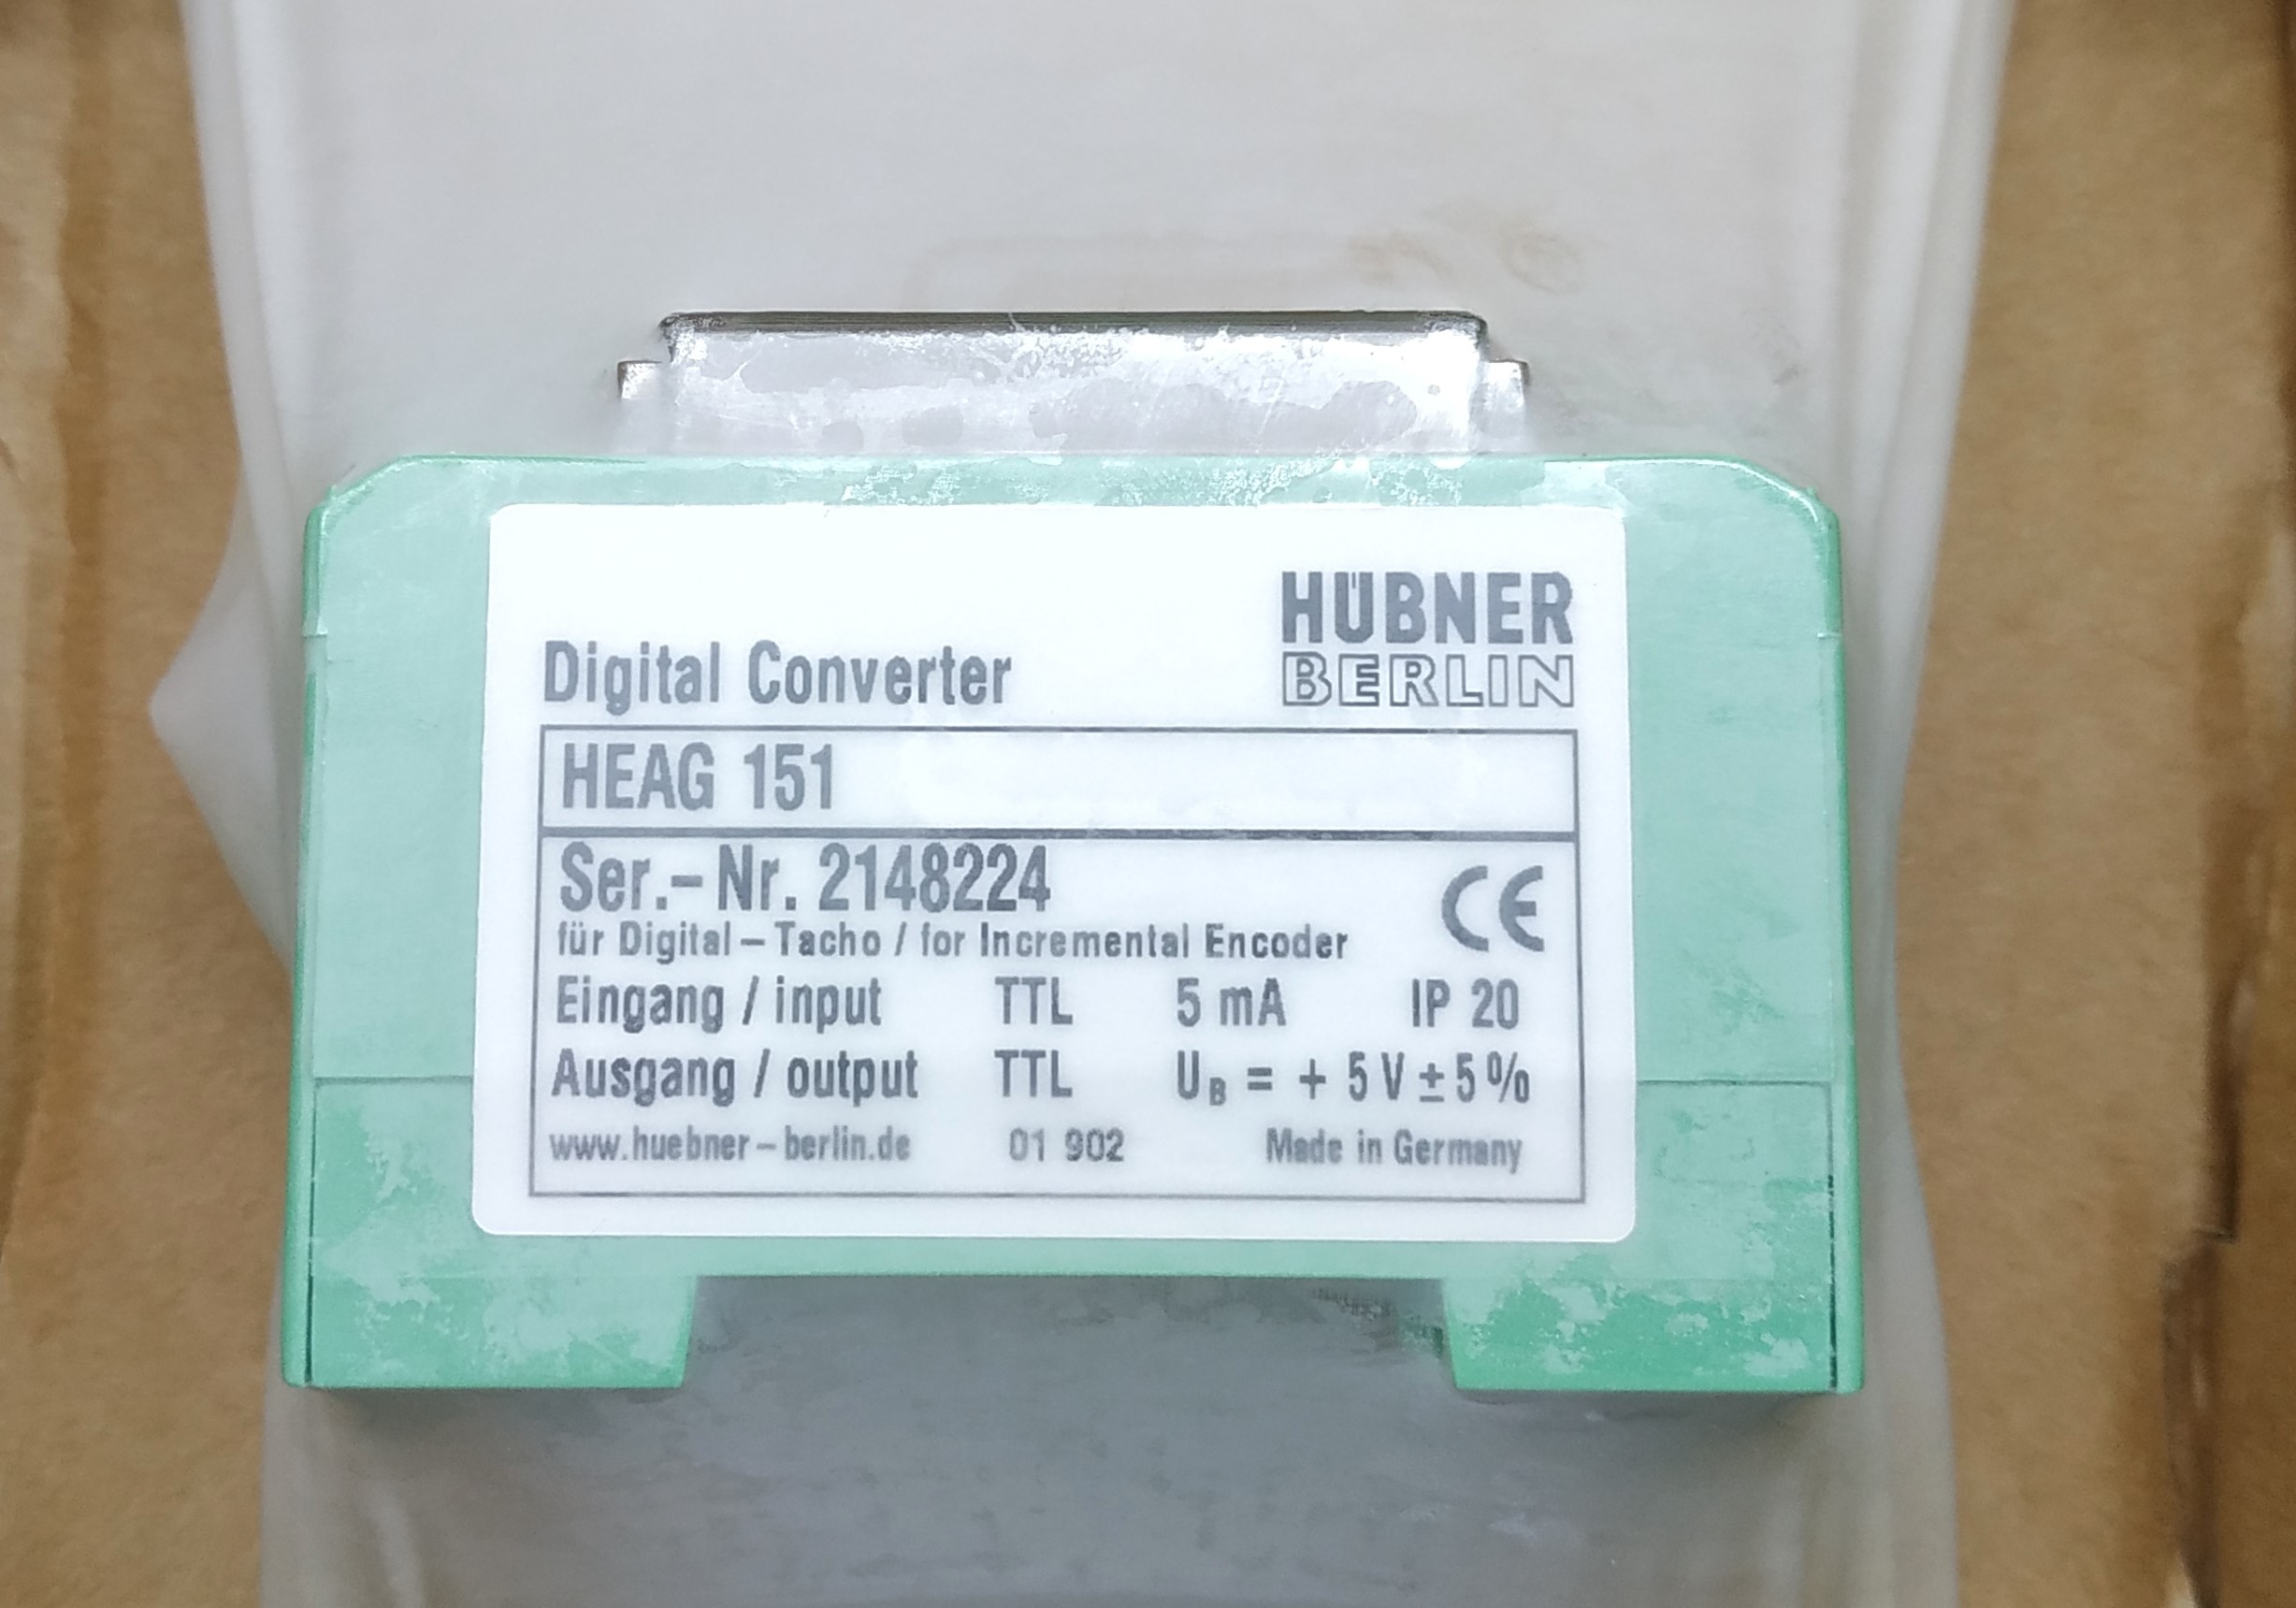 HÜBNER
BERLIN
Digital Converter
HEAG 151
Ser.-Nr. 2148224
CE
für Digital-Tacho / for Incremental Encoder
Eingang / input TTL 5 mA IP 20
Ausgang / output TTL UB = + 5 V ± 5 %
www.huebner-berlin.de 01 902 Made in Germany